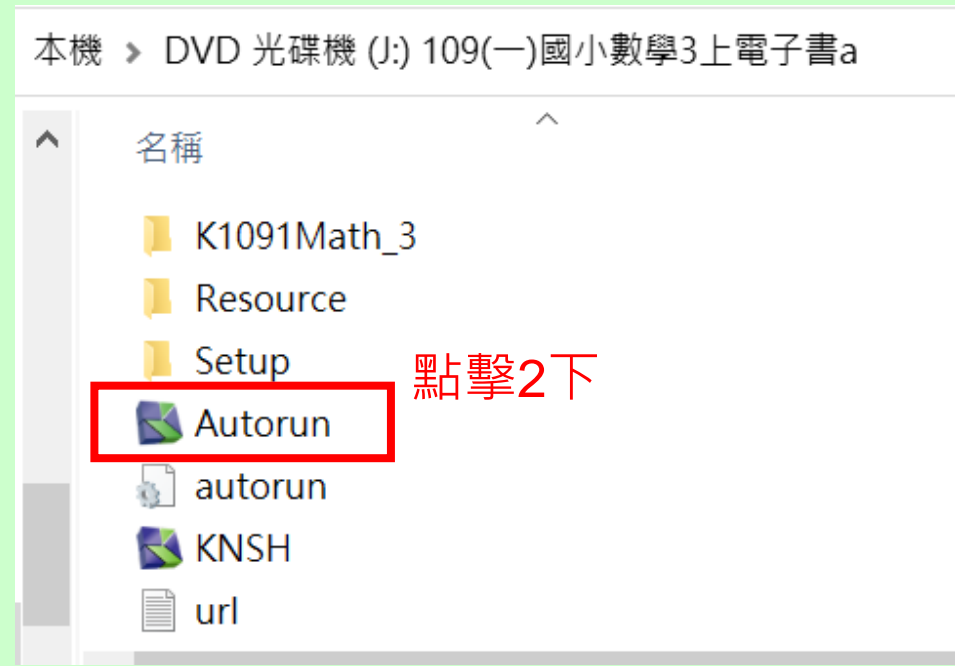 本機 > DVD 光碟機 (J:) 109(一)國小數學3上電子書a
名稱
K1091Math_3
Resource
Setup
點擊2下
Autorun
autorun
KNSH
url